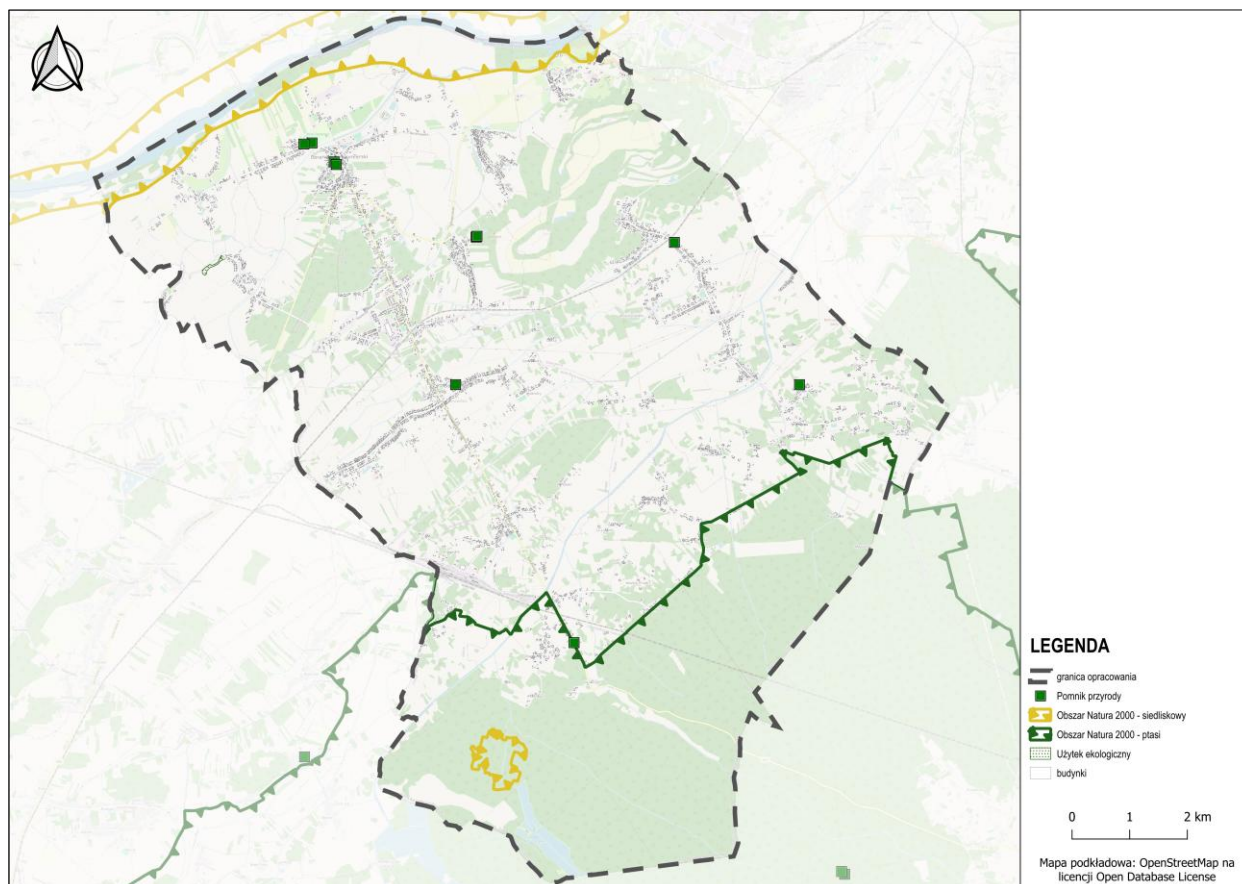 LEGENDA
granica opracowania
Pomnik przyrody
Obszar Natura 2000 - siedliskowy
Obszar Natura 2000 - ptasi
Użytek ekologiczny
budynki
0 1 2 km
Mapa podkładowa: OpenStreetMap na
licencji Open Database License